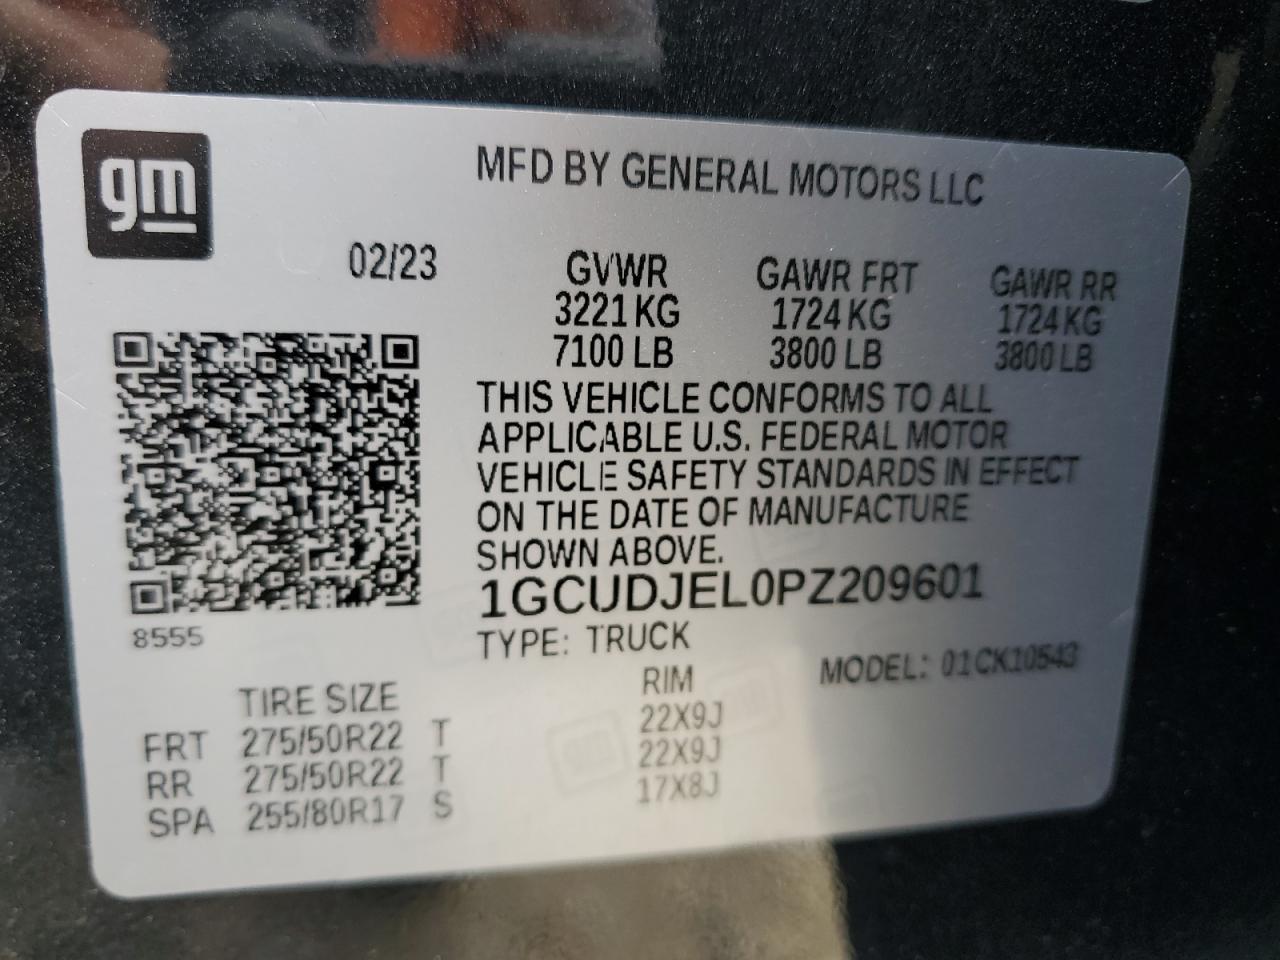 gm
MFD BY GENERAL MOTORS LLC
02/23
GVWR GAWR FRT GAWR RR
3221 KG 1724 KG 1724 KG
7100 LB 3800 LB 3800 LB
THIS VEHICLE CONFORMS TO ALL
APPLICABLE U.S. FEDERAL MOTOR
VEHICLE SAFETY STANDARDS IN EFFECT
ON THE DATE OF MANUFACTURE
SHOWN ABOVE.
1GCUDJEL0PZ209601
8555
TYPE: TRUCK
MODEL: 01CK10543
TIRE SIZE RIM
FRT 275/50R22 T 22X9J
RR 275/50R22 T 22X9J
SPA 255/80R17 S 17X8J
gm